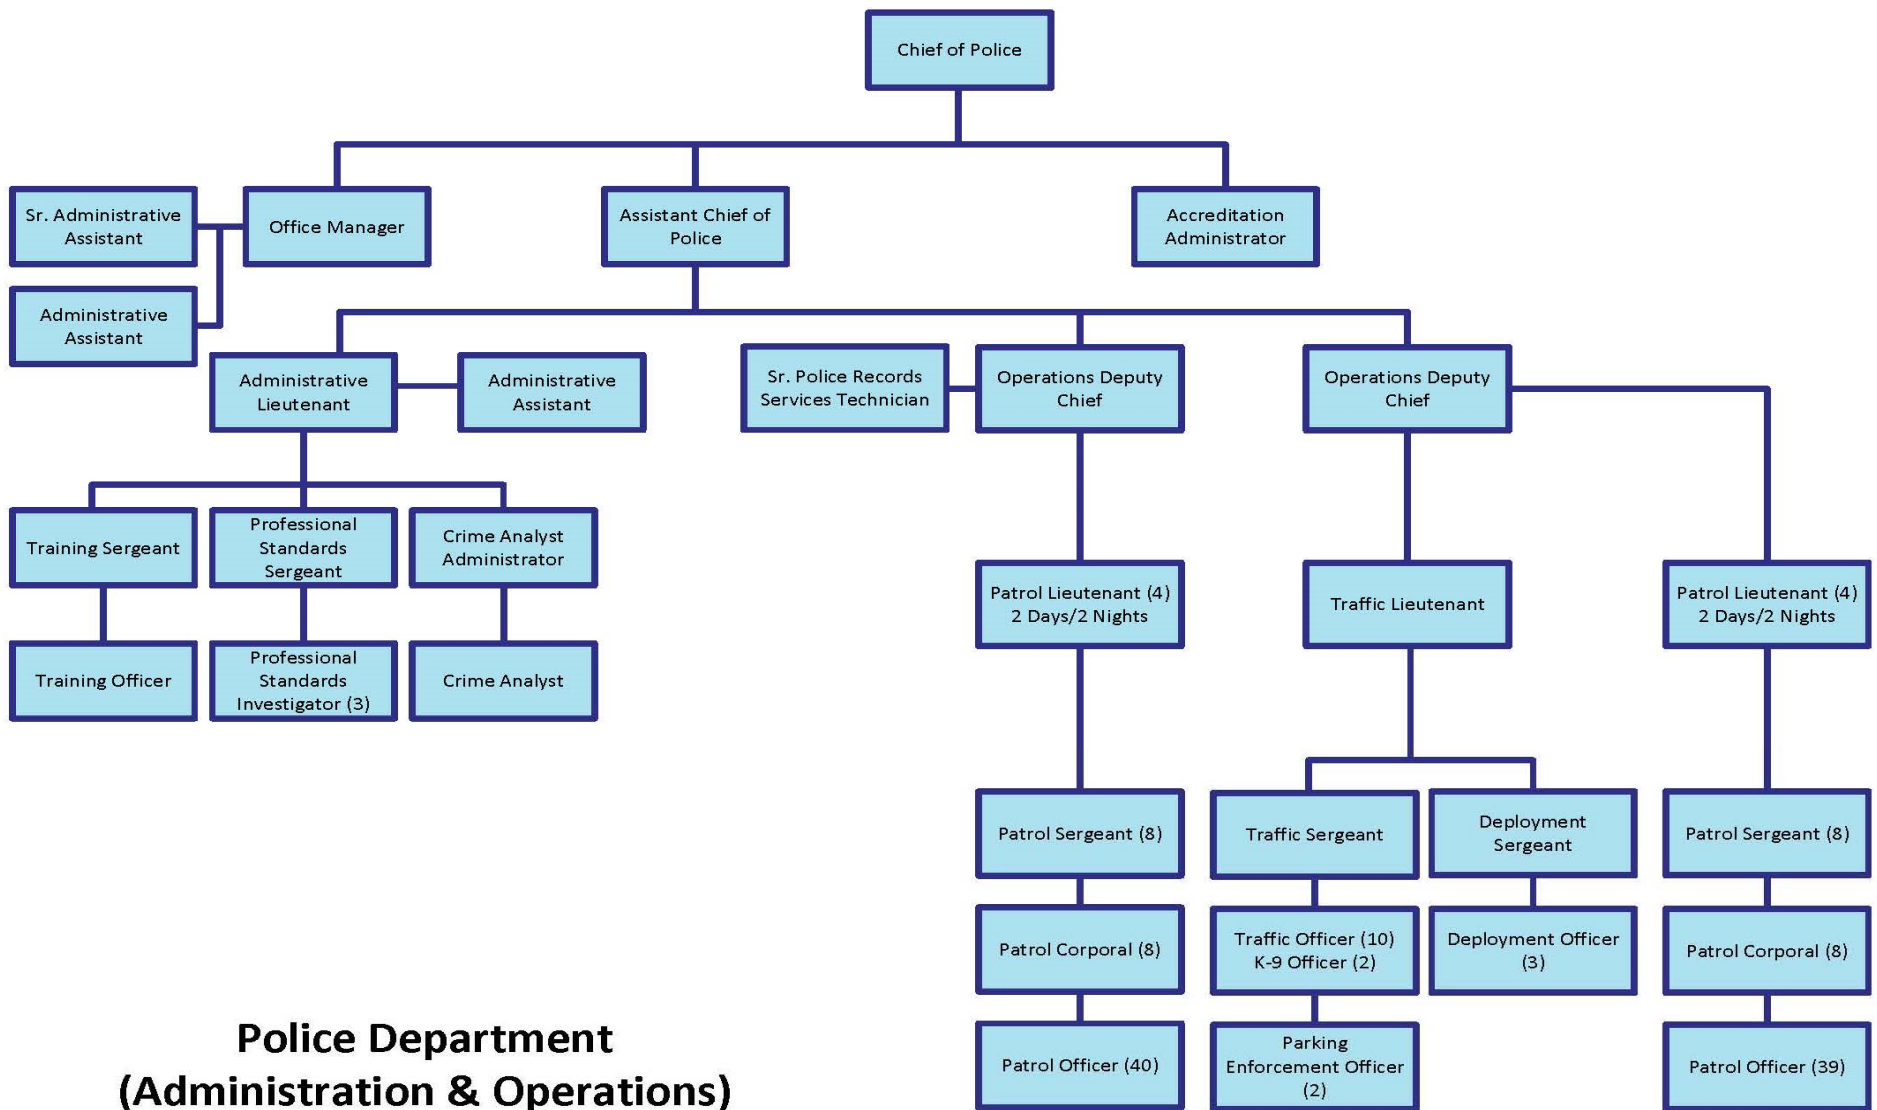 Chief of Police
Sr. Administrative
Assistant
Office Manager
Assistant Chief of
Police
Accreditation
Administrator
Administrative
Assistant
Administrative
Lieutenant
Administrative
Assistant
Sr. Police Records
Services Technician
Operations Deputy
Chief
Operations Deputy
Chief
Training Sergeant
Professional
Standards
Sergeant
Crime Analyst
Administrator
Patrol Lieutenant (4)
2 Days/2 Nights
Traffic Lieutenant
Patrol Lieutenant (4)
2 Days/2 Nights
Training Officer
Professional
Standards
Investigator (3)
Crime Analyst
Patrol Sergeant (8)
Traffic Sergeant
Deployment
Sergeant
Patrol Sergeant (8)
Patrol Corporal (8)
Traffic Officer (10)
K-9 Officer (2)
Deployment Officer
(3)
Patrol Corporal (8)
Patrol Officer (40)
Parking
Enforcement Officer
(2)
Patrol Officer (39)
Police Department
(Administration & Operations)